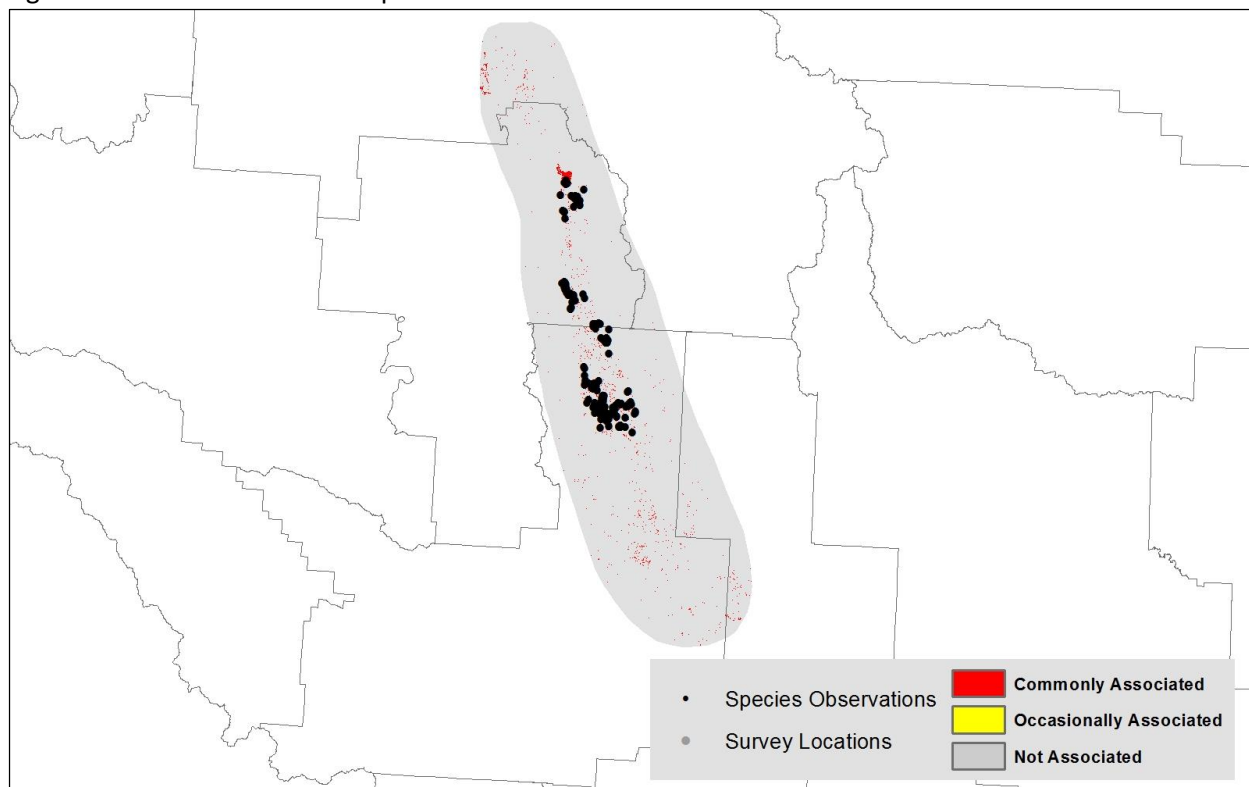 Species Observations
Survey Locations
Commonly Associated
Occasionally Associated
Not Associated